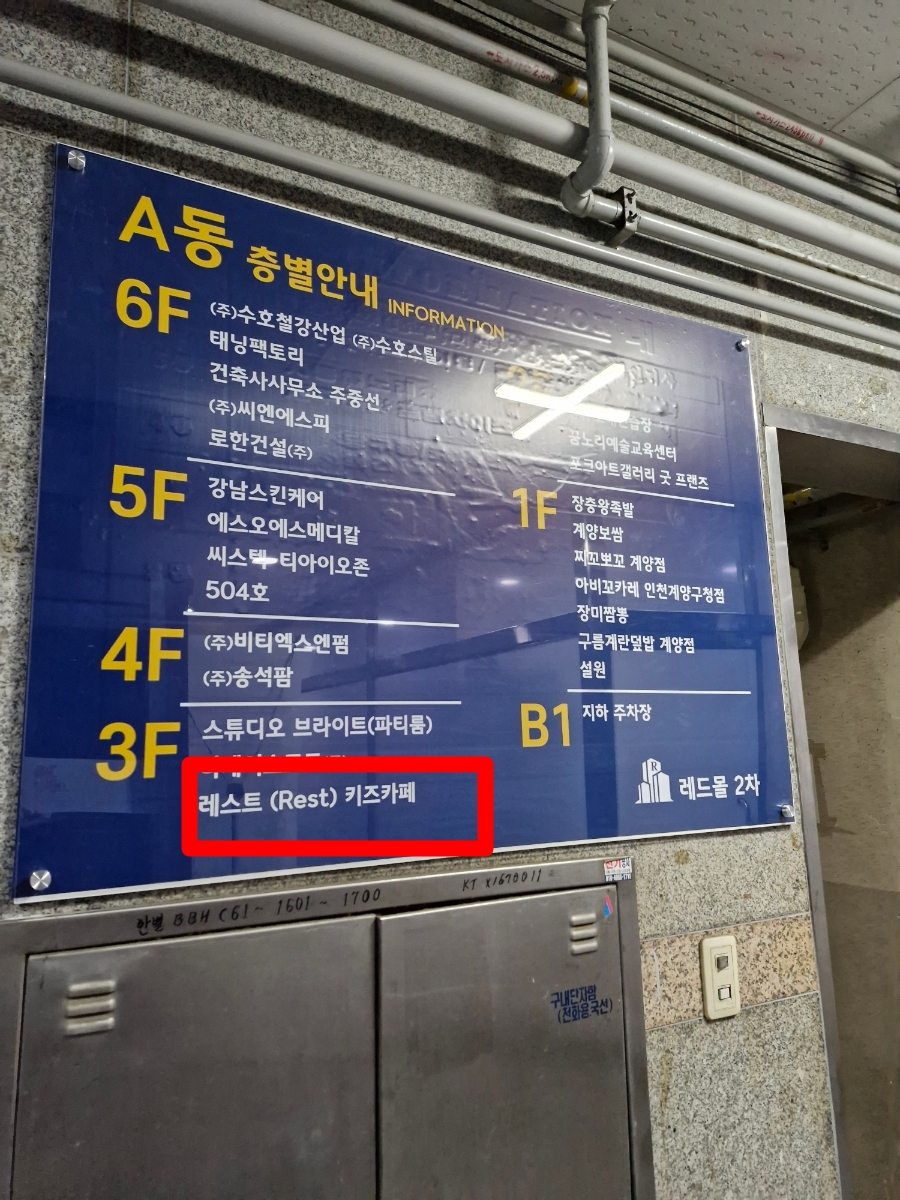 A동 층별안내 INFORMATION
6F
(주)수호철강산업 (주)수호스틸
태닝팩토리
건축사사무소 주중선
(주)씨엔에스피
로한건설(주)
5F
강남스킨케어
에스오에스메디칼
씨스텍 티아이오존
504호
4F
(주)비티엑스엔펌
(주)송석팜
3F
스튜디오 브라이트(파티룸)
레스트 (Rest) 키즈카페
꿈노리예술교육센터
포크아트갤러리 굿 프랜즈
1F
장충왕족발
계양보쌈
찌꼬뽀꼬 계양점
아비꼬카레 인천계양구청점
장미짬뽕
구름계란덮밥 계양점
설원
B1
지하 주차장
레드몰 2차
KT X1670011
구내단자함
(전화용국선)